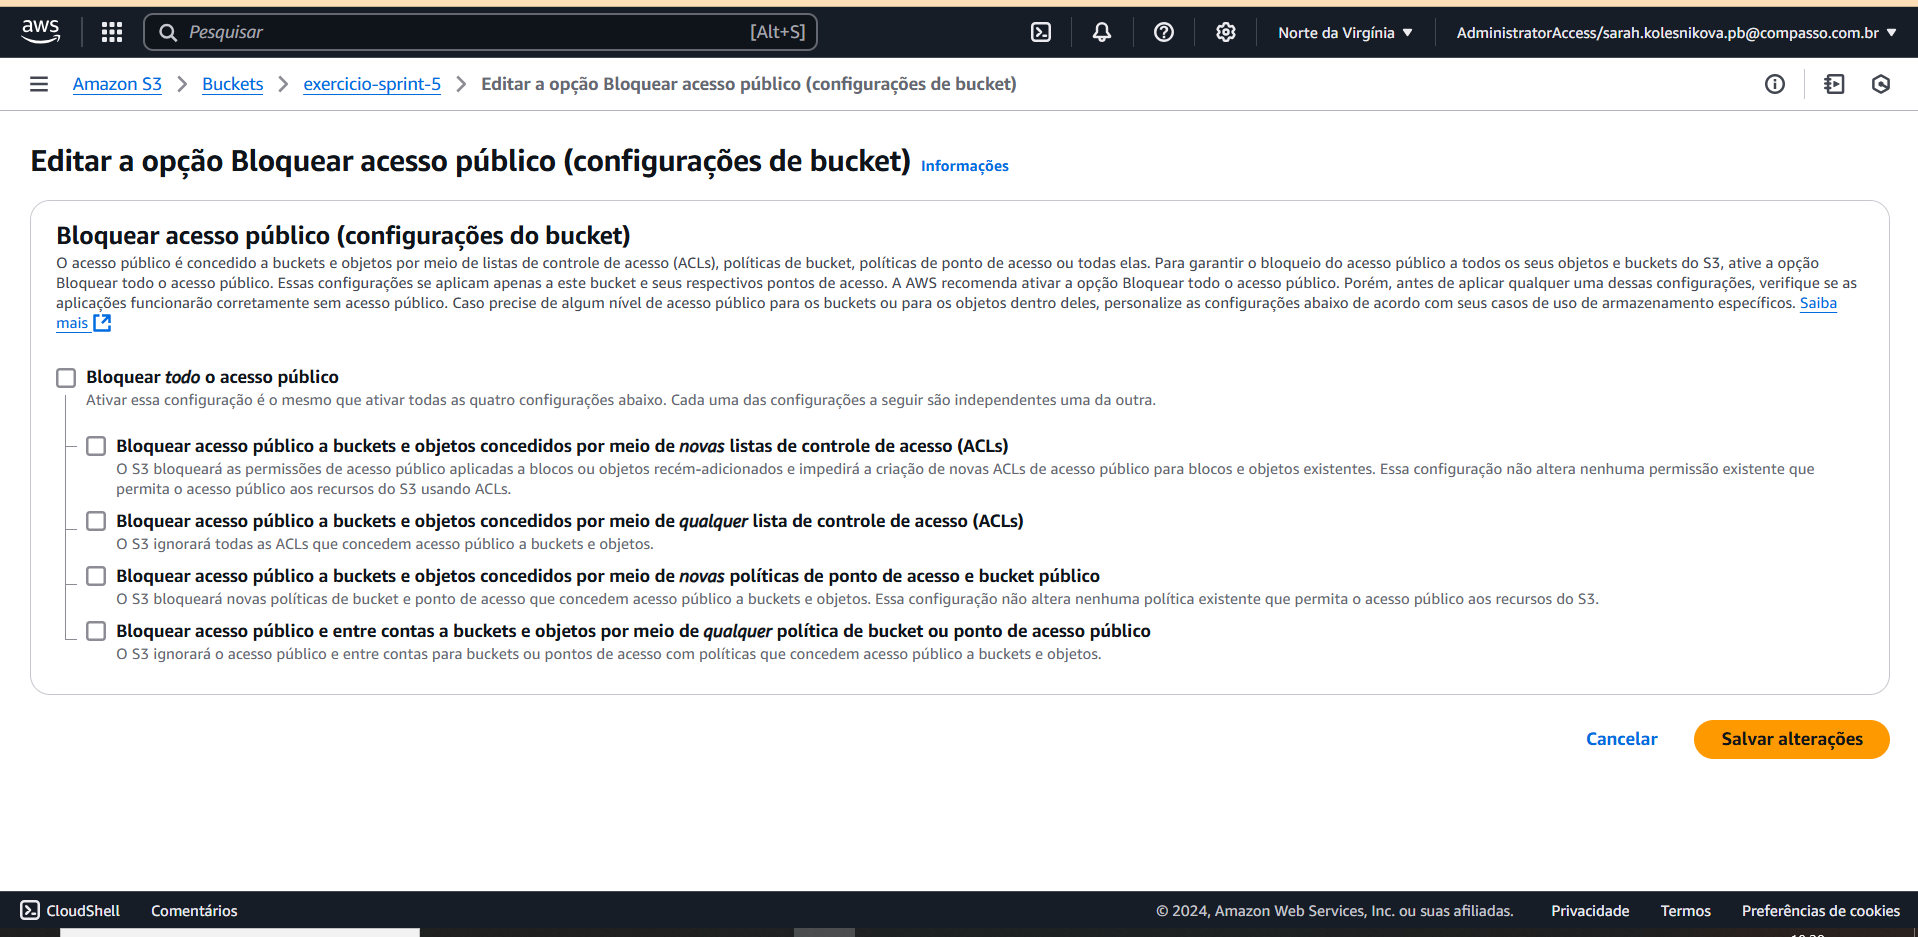 aws
Pesquisar [Alt+S] Norte da Virgínia AdministratorAccess/sarah.kolesnikova.pb@compasso.com.br
Amazon S3 Buckets exercicio-sprint-5 Editar a opção Bloquear acesso público (configurações de bucket)
Editar a opção Bloquear acesso público (configurações de bucket) Informações
Bloquear acesso público (configurações do bucket)
O acesso público é concedido a buckets e objetos por meio de listas de controle de acesso (ACLs), políticas de bucket, políticas de ponto de acesso ou todas elas. Para garantir o bloqueio do acesso público a todos os seus objetos e buckets do S3, ative a opção
Bloquear todo o acesso público. Essas configurações se aplicam apenas a este bucket e seus respectivos pontos de acesso. A AWS recomenda ativar a opção Bloquear todo o acesso público. Porém, antes de aplicar qualquer uma dessas configurações, verifique se as
aplicações funcionarão corretamente sem acesso público. Caso precise de algum nível de acesso público para os buckets ou para os objetos dentro deles, personalize as configurações abaixo de acordo com seus casos de uso de armazenamento específicos. Saiba
mais
Bloquear todo o acesso público
Ativar essa configuração é o mesmo que ativar todas as quatro configurações abaixo. Cada uma das configurações a seguir são independentes uma da outra.
Bloquear acesso público a buckets e objetos concedidos por meio de novas listas de controle de acesso (ACLs)
O S3 bloqueará as permissões de acesso público aplicadas a blocos ou objetos recém-adicionados e impedirá a criação de novas ACLs de acesso público para blocos e objetos existentes. Essa configuração não altera nenhuma permissão existente que
permita o acesso público aos recursos do S3 usando ACLs.
Bloquear acesso público a buckets e objetos concedidos por meio de qualquer lista de controle de acesso (ACLs)
O S3 ignorará todas as ACLs que concedem acesso público a buckets e objetos.
Bloquear acesso público a buckets e objetos concedidos por meio de novas políticas de ponto de acesso e bucket público
O S3 bloqueará novas políticas de bucket e ponto de acesso que concedem acesso público a buckets e objetos. Essa configuração não altera nenhuma política existente que permita o acesso público aos recursos do S3.
Bloquear acesso público e entre contas a buckets e objetos por meio de qualquer política de bucket ou ponto de acesso público
O S3 ignorará o acesso público e entre contas para buckets ou pontos de acesso com políticas que concedem acesso público a buckets e objetos.
Cancelar Salvar alterações
CloudShell Comentários © 2024, Amazon Web Services, Inc. ou suas afiliadas. Privacidade Termos Preferências de cookies